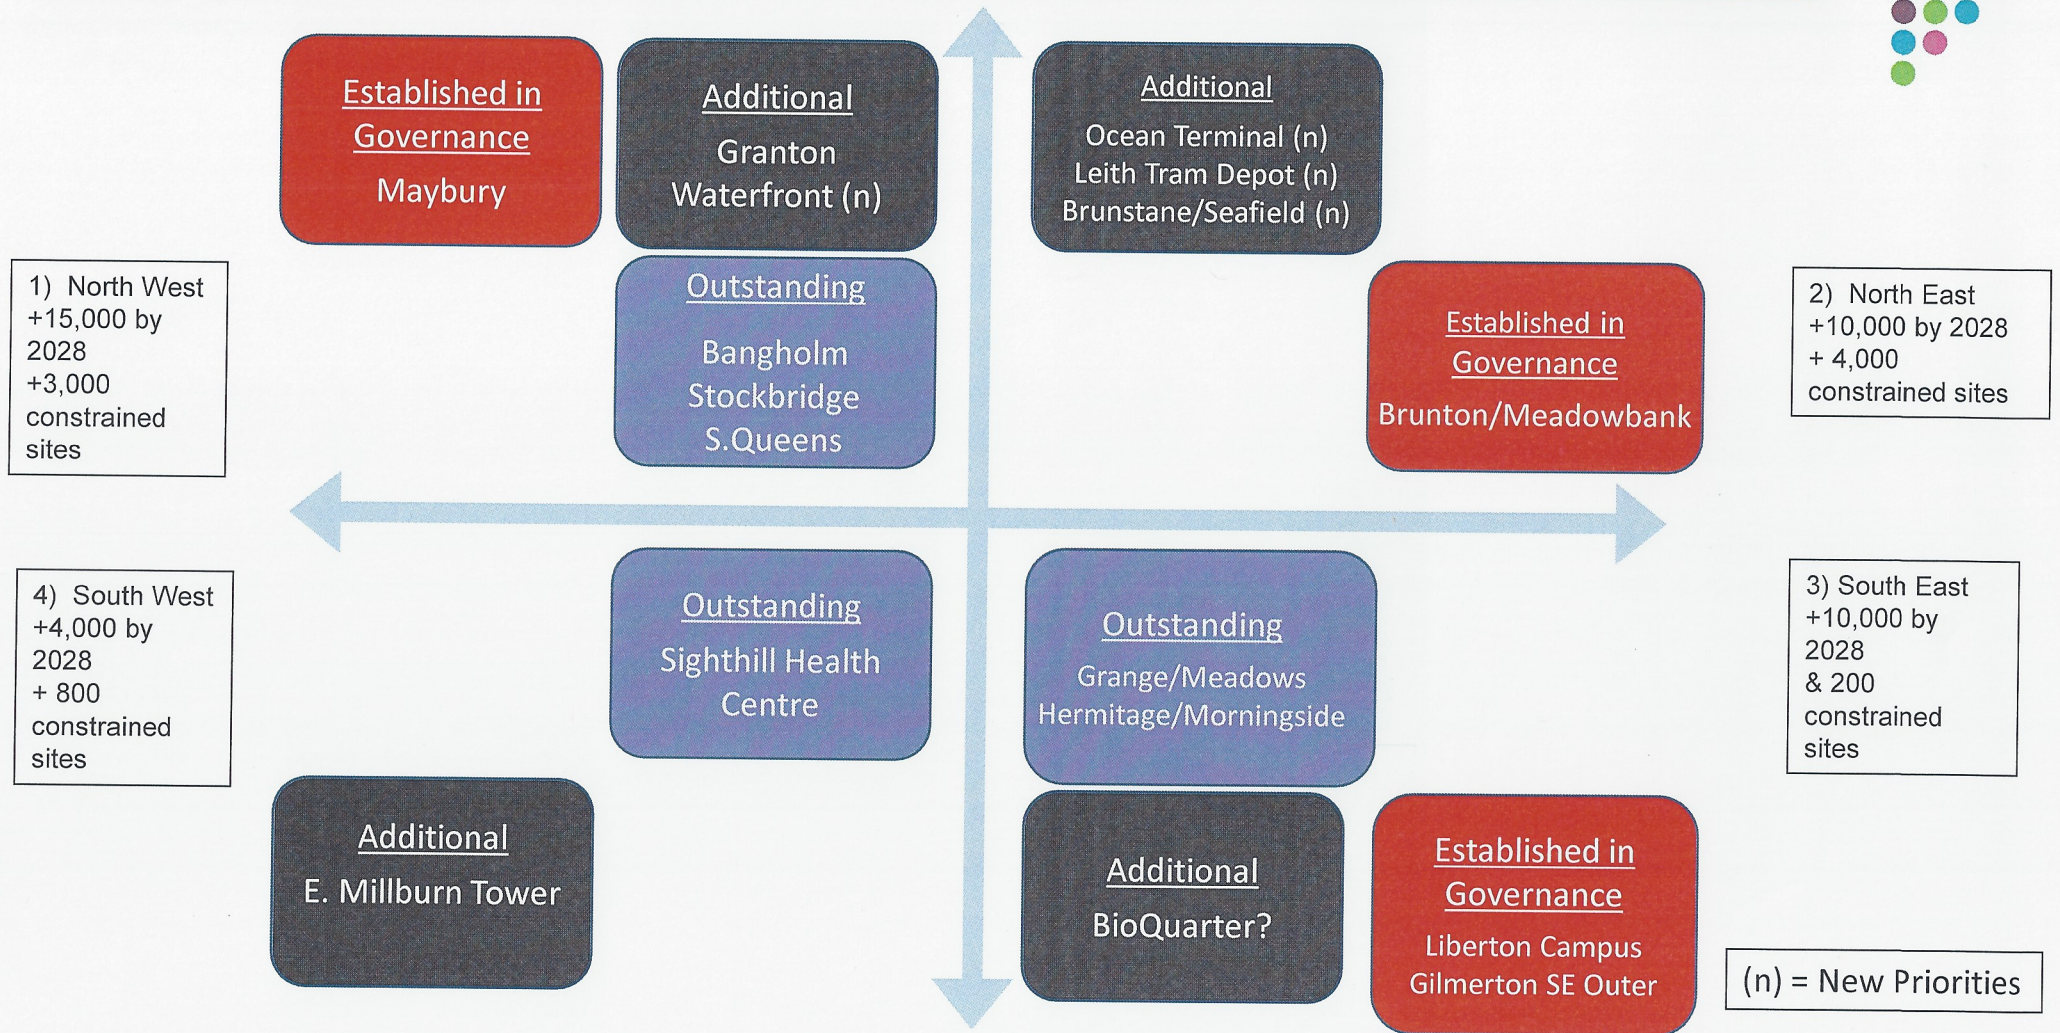 Established in
Governance
Maybury
Additional
Granton
Waterfront (n)
Additional
Ocean Terminal (n)
Leith Tram Depot (n)
Brunstane/Seafield (n)
1) North West
+15,000 by
2028
+3,000
constrained
sites
Outstanding
Bangholm
Stockbridge
S.Queens
Established in
Governance
Brunton/Meadowbank
2) North East
+10,000 by 2028
+ 4,000
constrained sites
4) South West
+4,000 by
2028
+ 800
constrained
sites
Outstanding
Sighthill Health
Centre
Outstanding
Grange/Meadows
Hermitage/Morningside
3) South East
+10,000 by
2028
& 200
constrained
sites
Additional
E. Millburn Tower
Additional
BioQuarter?
Established in
Governance
Liberton Campus
Gilmerton SE Outer
(n) = New Priorities